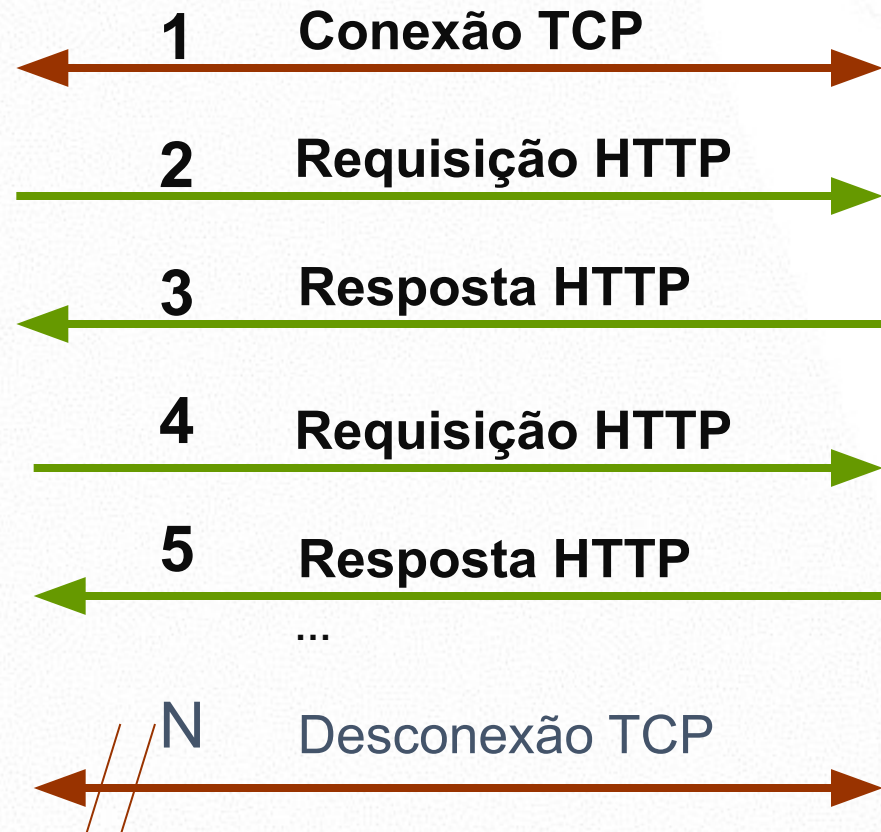 1 Conexão TCP
2 Requisição HTTP
3 Resposta HTTP
4 Requisição HTTP
5 Resposta HTTP
...
N Desconexão TCP